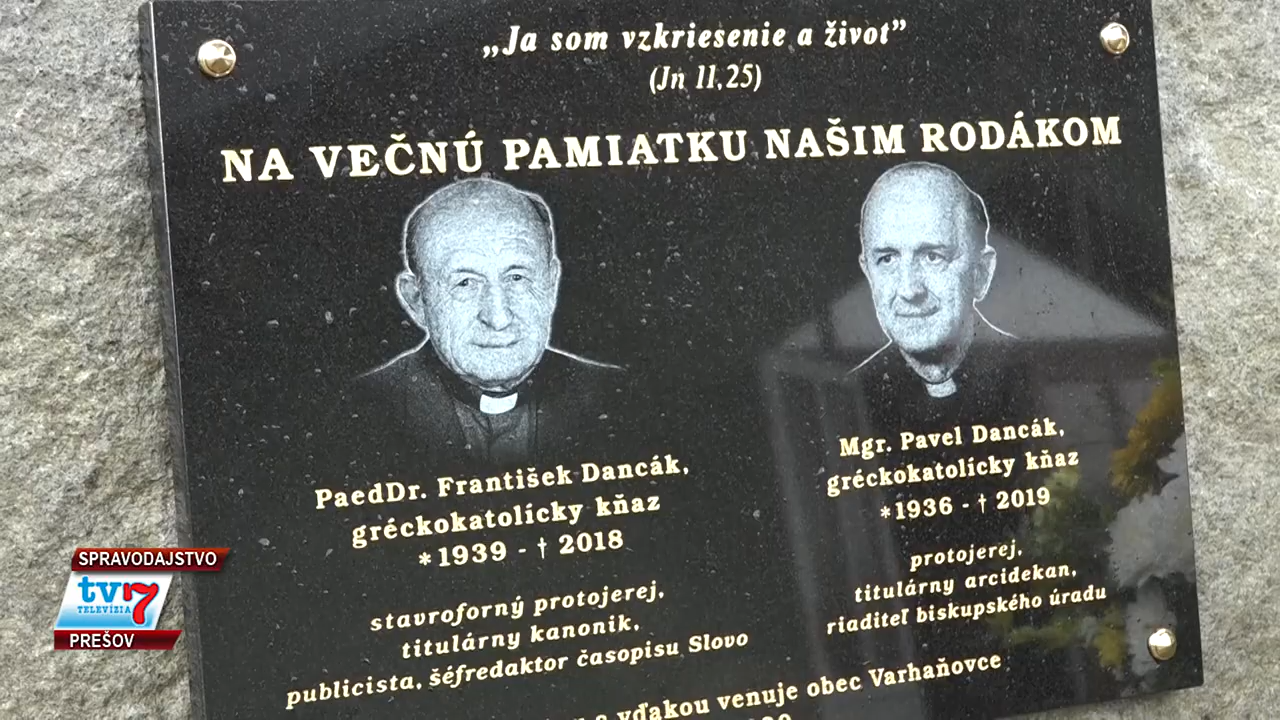 „Ja som vzkriesenie a život”
(Jn 11,25)
NA VEČNÚ PAMIATKU NAŠIM RODÁKOM
PaedDr. František Dancák,
gréckokatolícky kňaz
*1939 - † 2018
stavroforný protojerej,
titulárny kanonik,
publicista, šéfredaktor časopisu Slovo
Mgr. Pavel Dancák,
gréckokatolícky kňaz
*1936 - † 2019
protojerej,
titulárny arcidekan,
riaditeľ biskupského úradu
vďakou venuje obec Varhaňovce
SPRAVODAJSTVO
tv7
TELEVÍZIA
PREŠOV